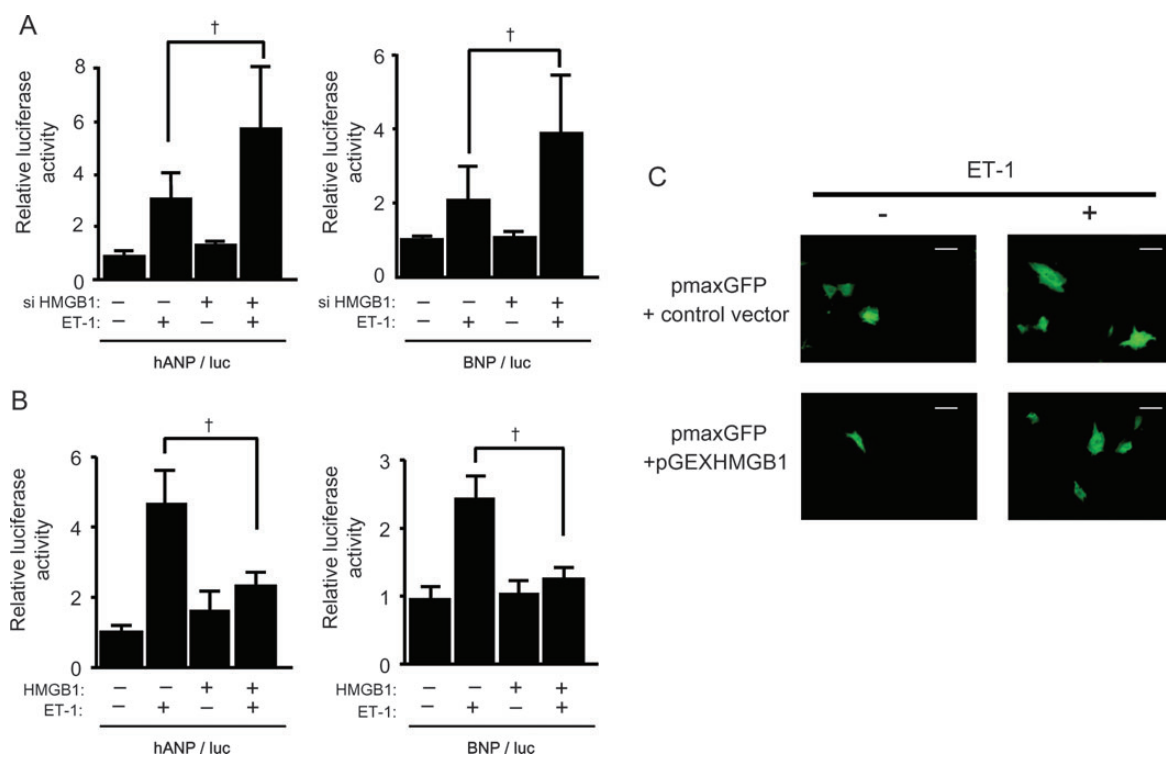 A
†
8
6
4
2
0
Relative luciferase
activity
si HMGB1: – – + +
ET-1: – + – +
hANP / luc
†
6
4
2
0
Relative luciferase
activity
si HMGB1: – – + +
ET-1: – + – +
BNP / luc
B
†
6
4
2
0
Relative luciferase
activity
HMGB1: – – + +
ET-1: – + – +
hANP / luc
†
3
2
1
0
Relative luciferase
activity
HMGB1: – – + +
ET-1: – + – +
BNP / luc
C
ET-1
- +
pmaxGFP
+ control vector
pmaxGFP
+pGEXHMGB1